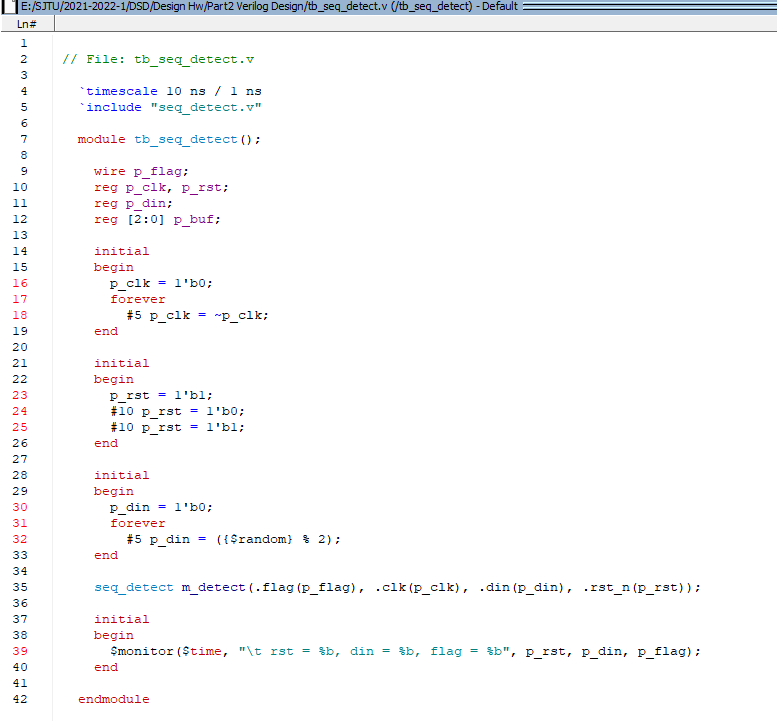 E:/SJTU/2021-2022-1/DSD/Design Hw/Part2 Verilog Design/tb_seq_detect.v (/tb_seq_detect) - Default
Ln#
1
2 // File: tb_seq_detect.v
3
4 `timescale 10 ns / 1 ns
5 `include "seq_detect.v"
6
7 module tb_seq_detect();
8
9 wire p_flag;
10 reg p_clk, p_rst;
11 reg p_din;
12 reg [2:0] p_buf;
13
14 initial
15 begin
16 p_clk = 1'b0;
17 forever
18 #5 p_clk = ~p_clk;
19 end
20
21 initial
22 begin
23 p_rst = 1'b1;
24 #10 p_rst = 1'b0;
25 #10 p_rst = 1'b1;
26 end
27
28 initial
29 begin
30 p_din = 1'b0;
31 forever
32 #5 p_din = ({$random} % 2);
33 end
34
35 seq_detect m_detect(.flag(p_flag), .clk(p_clk), .din(p_din), .rst_n(p_rst));
36
37 initial
38 begin
39 $monitor($time, "\t rst = %b, din = %b, flag = %b", p_rst, p_din, p_flag);
40 end
41
42 endmodule